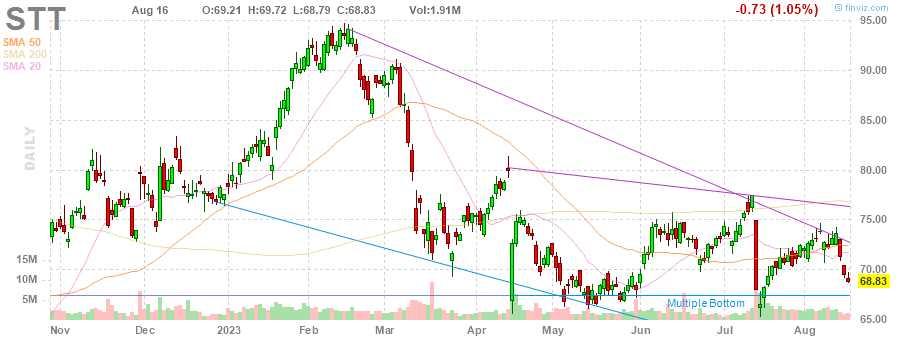 STT
Aug 16 O:69.21 H:69.72 L:68.79 C:68.83 Vol:1.91M -0.73 (1.05%)
© finviz.com
SMA 50
SMA 200
SMA 20
DAILY
95.00
90.00
85.00
80.00
75.00
70.00
68.83
65.00
15M
10M
5M
Multiple Bottom
Nov Dec 2023 Feb Mar Apr May Jun Jul Aug